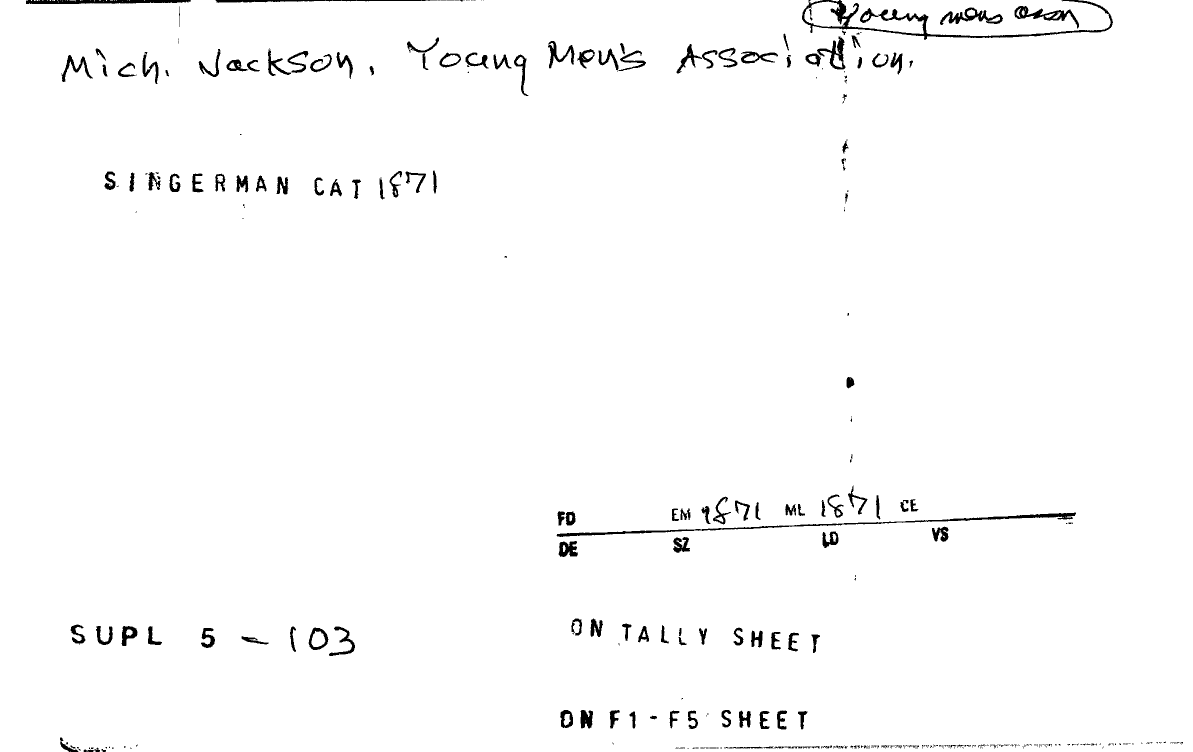 Young mens assn
Mich. Jackson. Young Men's Association.
SINGERMAN CAT 1871
FD EM 1871 ML 1871 CE
DE SZ LD VS
SUPL 5 - 103
ON TALLY SHEET
ON F1-F5 SHEET